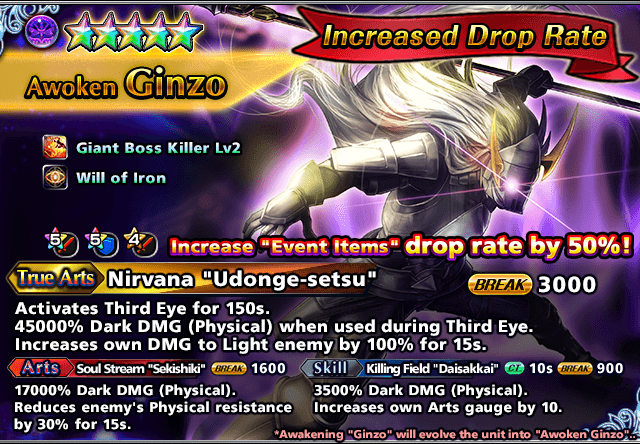 Increased Drop Rate
Awoken Ginzo
Giant Boss Killer Lv2
Will of Iron
5 5 4 Increase "Event Items" drop rate by 50%!
True Arts Nirvana "Udonge-setsu" BREAK 3000
Activates Third Eye for 150s.
45000% Dark DMG (Physical) when used during Third Eye.
Increases own DMG to Light enemy by 100% for 15s.
Arts Soul Stream "Sekishiki" BREAK 1600
17000% Dark DMG (Physical).
Reduces enemy's Physical resistance
by 30% for 15s.
Skill Killing Field "Daisakkai" CT 10s BREAK 900
3500% Dark DMG (Physical).
Increases own Arts gauge by 10.
*Awakening "Ginzo" will evolve the unit into "Awoken Ginzo".